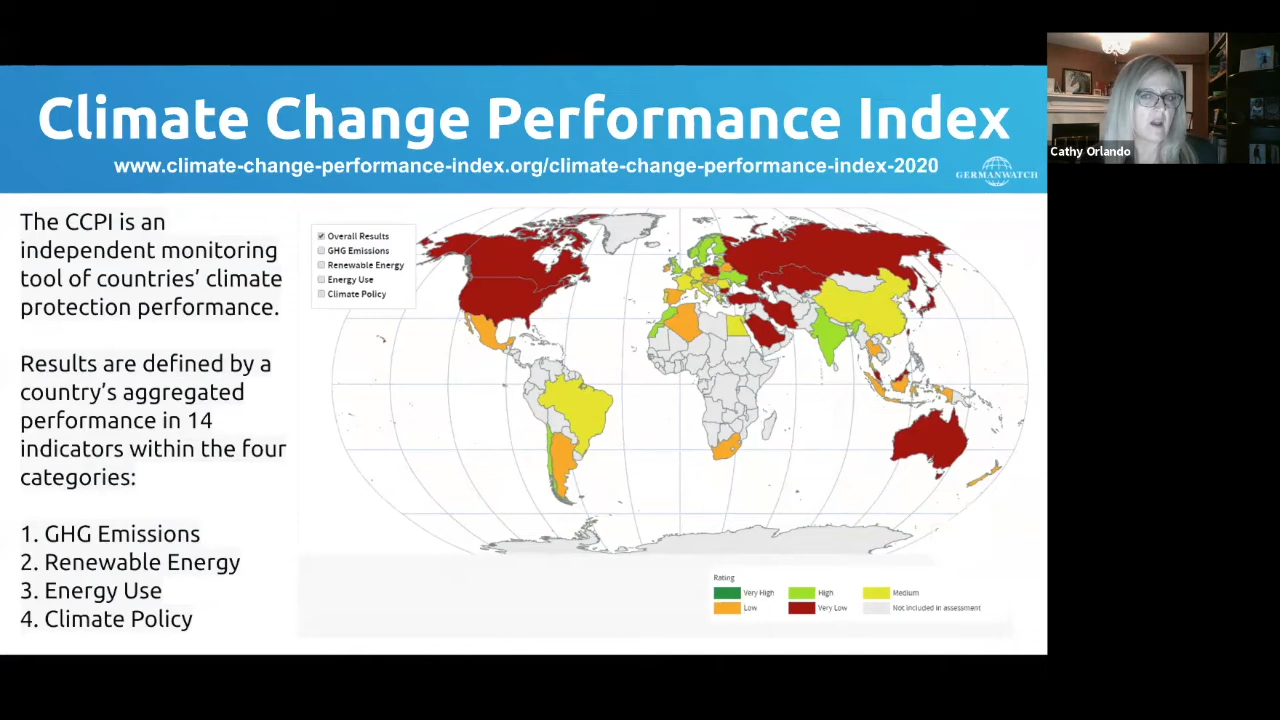 Climate Change Performance Index
www.climate-change-performance-index.org/climate-change-performance-index-2020
GERMANWATCH
Cathy Orlando
The CCPI is an
independent monitoring
tool of countries' climate
protection performance.
Results are defined by a
country's aggregated
performance in 14
indicators within the four
categories:
1. GHG Emissions
2. Renewable Energy
3. Energy Use
4. Climate Policy
Overall Results
GHG Emissions
Renewable Energy
Energy Use
Climate Policy
Rating
Very High
High
Medium
Low
Very Low
Not included in assessment